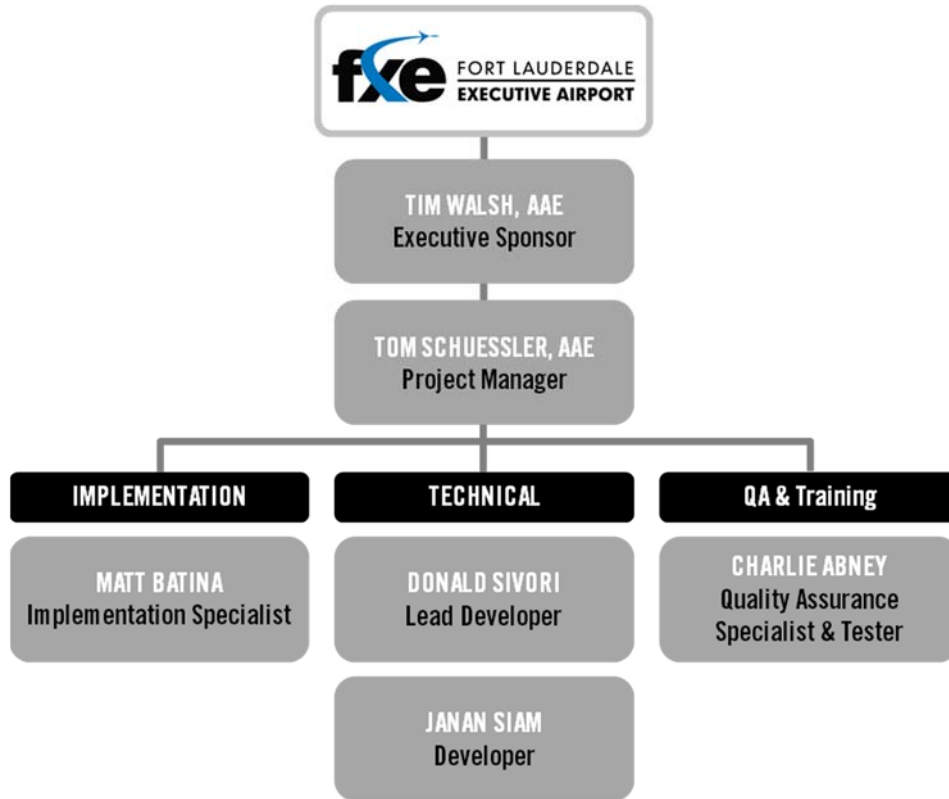 fxe
FORT LAUDERDALE
EXECUTIVE AIRPORT
TIM WALSH, AAE
Executive Sponsor
TOM SCHUESSLER, AAE
Project Manager
IMPLEMENTATION
MATT BATINA
Implementation Specialist
TECHNICAL
DONALD SIVORI
Lead Developer
JANAN SIAM
Developer
QA & Training
CHARLIE ABNEY
Quality Assurance
Specialist & Tester